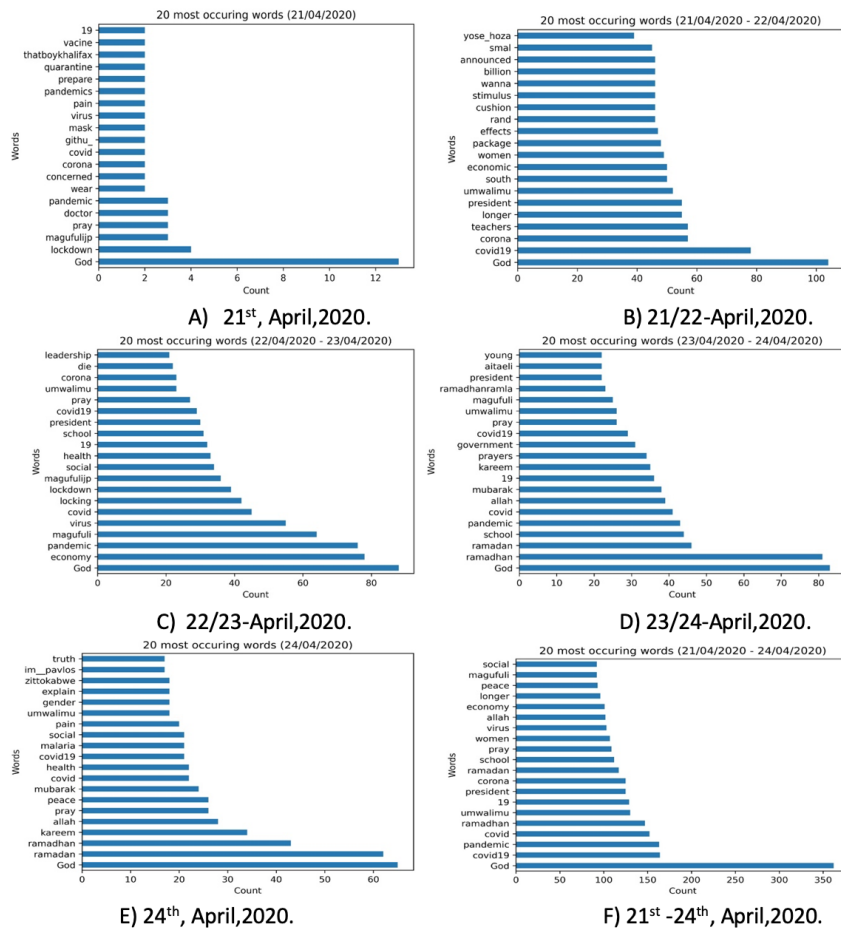 20 most occuring words (21/04/2020)
19
vacine
thatboykhalifax
quarantine
prepare
pandemics
pain
virus
mask
githu_
covid
corona
concerned
wear
pandemic
doctor
pray
magufulijp
lockdown
God
Words
0 2 4 6 8 10 12
Count
A) 21st, April,2020.
20 most occuring words (21/04/2020 - 22/04/2020)
yose_hoza
smal
announced
billion
wanna
stimulus
cushion
rand
effects
package
women
economic
south
umwalimu
president
longer
teachers
corona
covid19
God
Words
0 20 40 60 80 100
Count
B) 21/22-April,2020.
20 most occuring words (22/04/2020 - 23/04/2020)
leadership
die
corona
umwalimu
pray
covid19
president
school
19
health
social
magufulijp
lockdown
locking
covid
virus
magufuli
pandemic
economy
God
Words
0 20 40 60 80
Count
C) 22/23-April,2020.
20 most occuring words (23/04/2020 - 24/04/2020)
young
aitaeli
president
ramadhanramla
magufuli
umwalimu
pray
covid19
government
prayers
kareem
19
mubarak
allah
covid
pandemic
school
ramadan
ramadhan
God
Words
0 10 20 30 40 50 60 70 80
Count
D) 23/24-April,2020.
20 most occuring words (24/04/2020)
truth
im__pavlos
zittokabwe
explain
gender
umwalimu
pain
social
malaria
covid19
health
covid
mubarak
peace
pray
allah
kareem
ramadhan
ramadan
God
Words
0 10 20 30 40 50 60
Count
E) 24th, April,2020.
20 most occuring words (21/04/2020 - 24/04/2020)
social
magufuli
peace
longer
economy
allah
virus
women
pray
school
ramadan
corona
president
19
umwalimu
ramadhan
covid
pandemic
covid19
God
Words
0 50 100 150 200 250 300 350
Count
F) 21st -24th, April,2020.